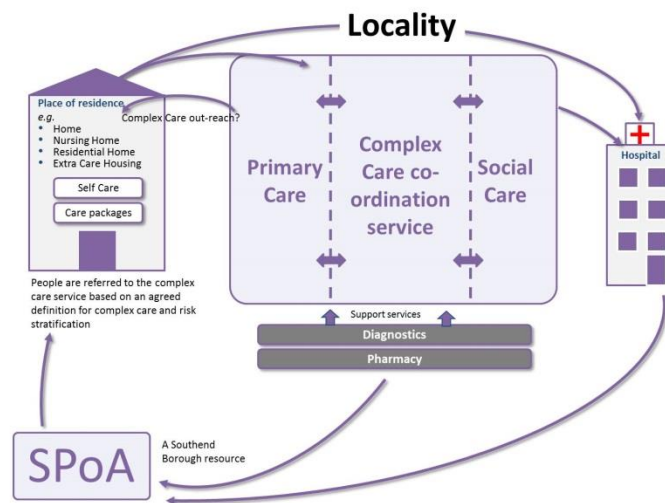 Locality
Place of residence
e.g.
• Home
• Nursing Home
• Residential Home
• Extra Care Housing
Self Care
Care packages
Complex Care out-reach?
Primary
Care
Complex
Care co-
ordination
service
Social
Care
Hospital
People are referred to the complex
care service based on an agreed
definition for complex care and risk
stratification
Support services
Diagnostics
Pharmacy
SPoA
A Southend
Borough resource